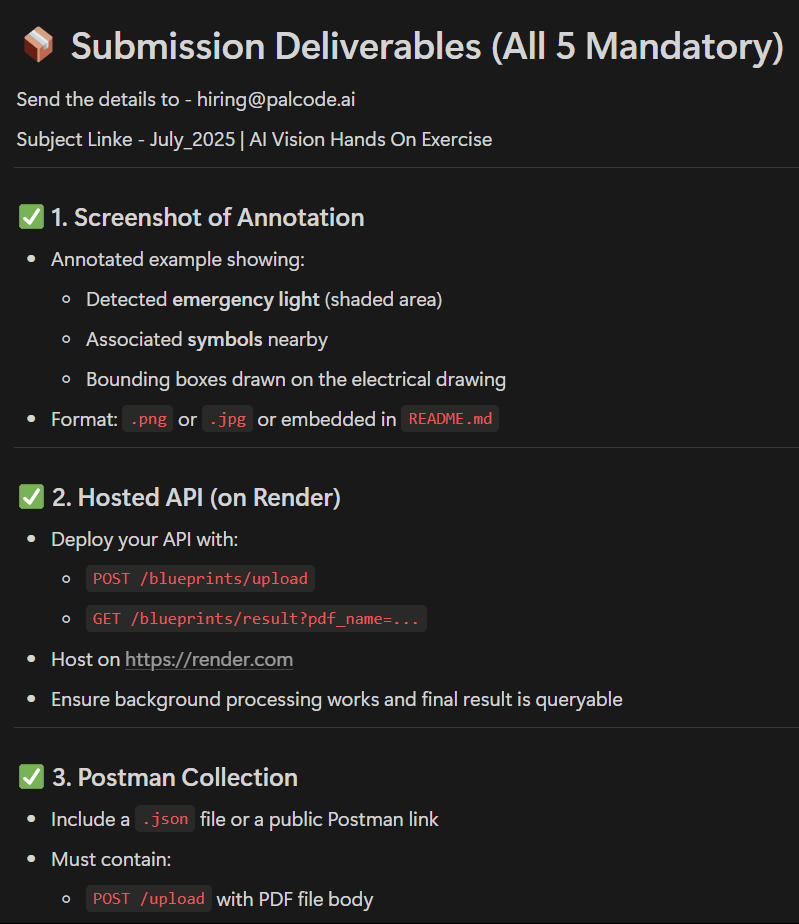 📦 Submission Deliverables (All 5 Mandatory)
Send the details to - hiring@palcode.ai
Subject Linke - July_2025 | AI Vision Hands On Exercise
✅ 1. Screenshot of Annotation
• Annotated example showing:
◦ Detected emergency light (shaded area)
◦ Associated symbols nearby
◦ Bounding boxes drawn on the electrical drawing
• Format: .png or .jpg or embedded in README.md
✅ 2. Hosted API (on Render)
• Deploy your API with:
◦ POST /blueprints/upload
◦ GET /blueprints/result?pdf_name=...
• Host on https://render.com
• Ensure background processing works and final result is queryable
✅ 3. Postman Collection
• Include a .json file or a public Postman link
• Must contain:
◦ POST /upload with PDF file body